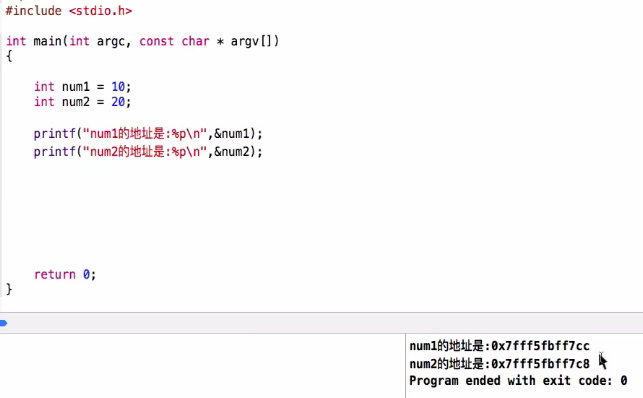 #include <stdio.h>
int main(int argc, const char * argv[])
{
int num1 = 10;
int num2 = 20;
printf("num1的地址是:%p\n",&num1);
printf("num2的地址是:%p\n",&num2);
return 0;
}
num1的地址是:0x7fff5fbff7cc
num2的地址是:0x7fff5fbff7c8
Program ended with exit code: 0